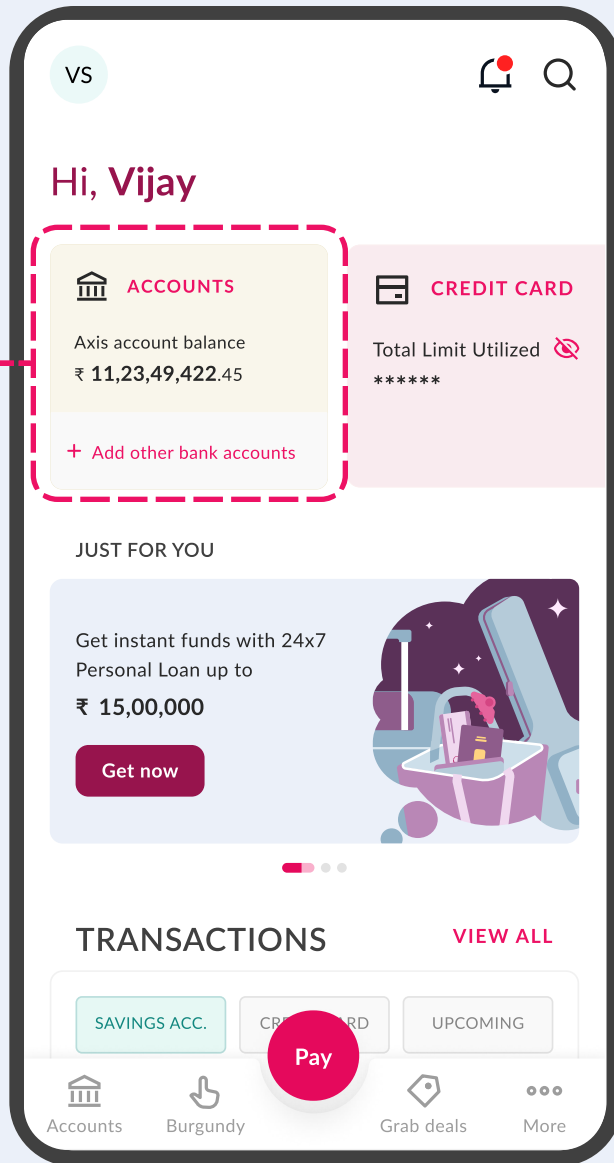 VS
Hi, Vijay
ACCOUNTS
Axis account balance
₹ 11,23,49,422.45
+ Add other bank accounts
CREDIT CARD
Total Limit Utilized
******
JUST FOR YOU
Get instant funds with 24x7
Personal Loan up to
₹ 15,00,000
Get now
TRANSACTIONS
VIEW ALL
SAVINGS ACC.
CREDIT CARD
UPCOMING
Pay
Accounts
Burgundy
Grab deals
More